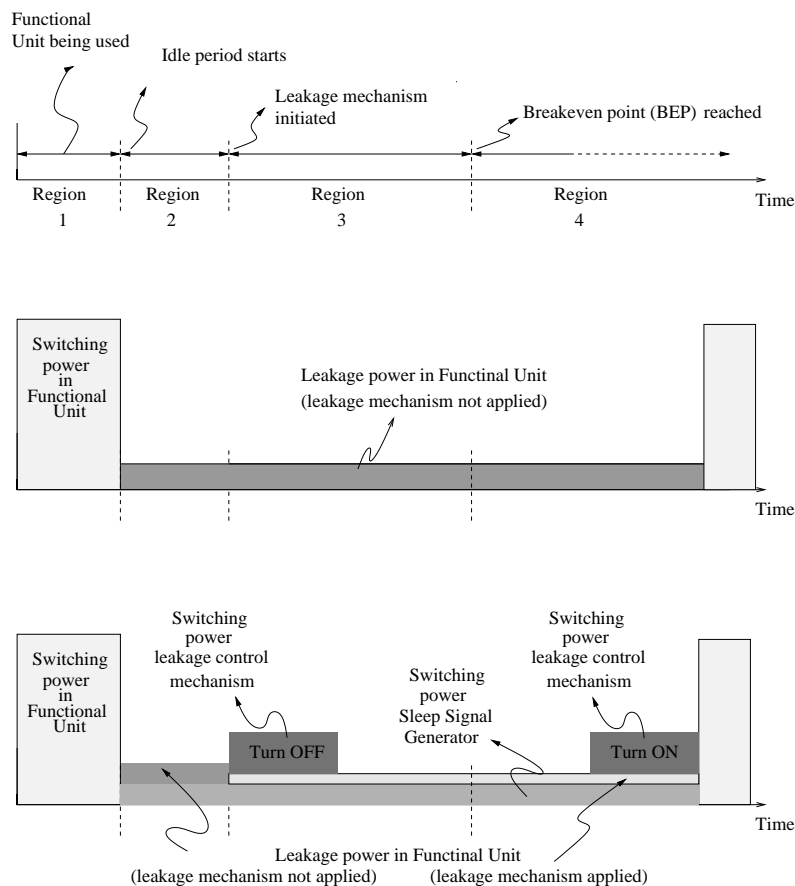 Functional
Unit being used
Idle period starts
Leakage mechanism
initiated
Breakeven point (BEP) reached
Region
1
Region
2
Region
3
Region
4
Time
Switching
power
in
Functional
Unit
Leakage power in Functinal Unit
(leakage mechanism not applied)
Time
Switching
power
in
Functional
Unit
Switching
power
leakage control
mechanism
Switching
power
Sleep Signal
Generator
Switching
power
leakage control
mechanism
Turn OFF
Turn ON
Time
Leakage power in Functinal Unit
(leakage mechanism not applied)
(leakage mechanism applied)